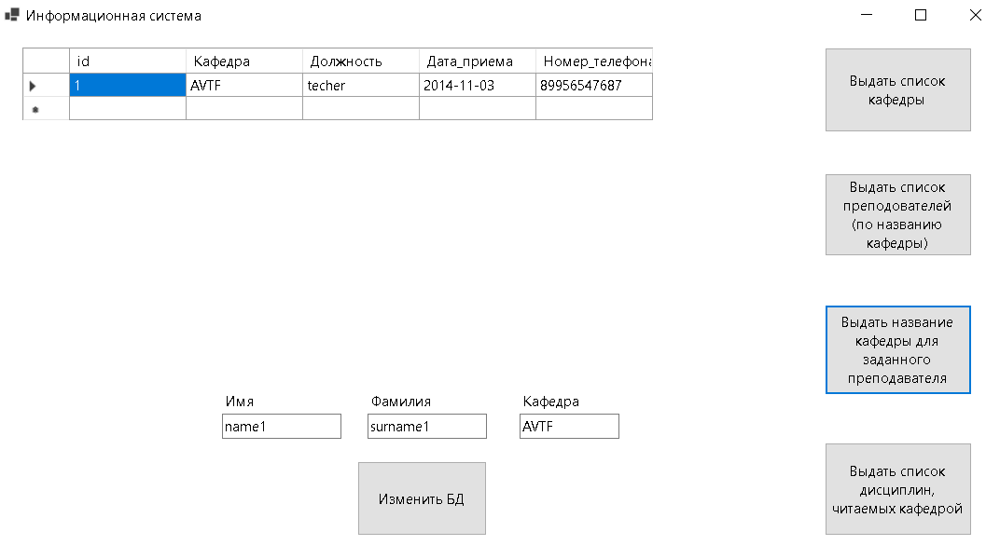 Информационная система
id Кафедра Должность Дата_приема Номер_телефона
1 AVTF techer 2014-11-03 89956547687
Выдать список
кафедры
Выдать список
преподователей
(по названию
кафедры)
Выдать название
кафедры для
заданного
преподавателя
Имя Фамилия Кафедра
name1 surname1 AVTF
Изменить БД
Выдать список
дисциплин,
читаемых кафедрой